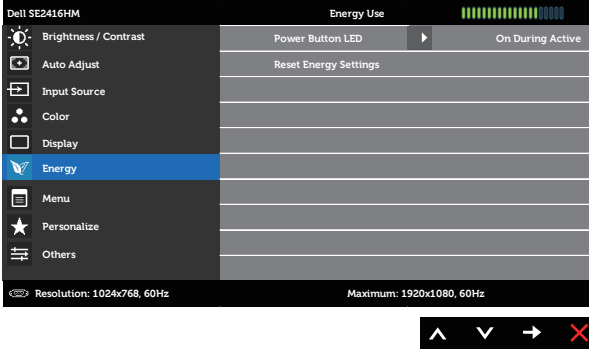 Dell SE2416HM Energy Use
Brightness / Contrast Power Button LED On During Active
Auto Adjust Reset Energy Settings
Input Source
Color
Display
Energy
Menu
Personalize
Others
Resolution: 1024x768, 60Hz Maximum: 1920x1080, 60Hz